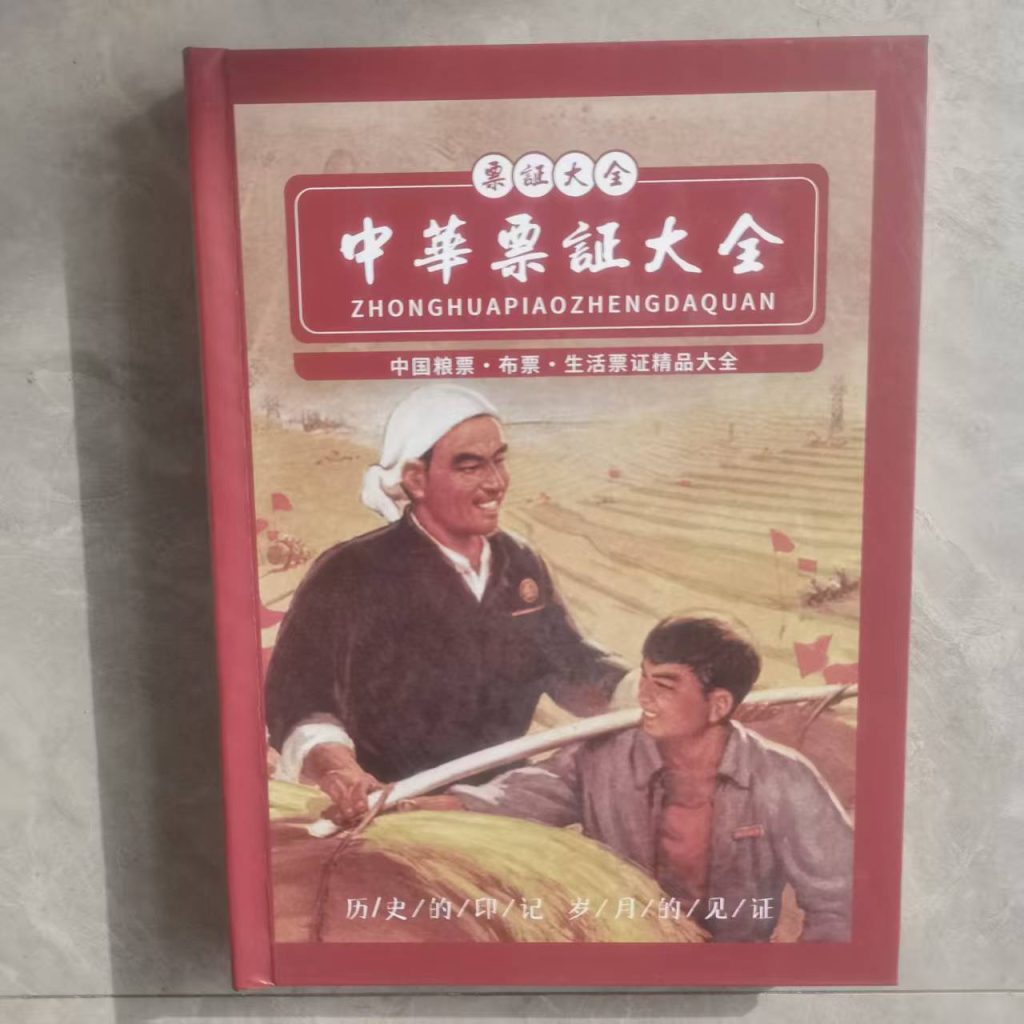 票証大全
中華票証大全
ZHONGHUAPIAOZHENGDAQUAN
中国粮票·布票·生活票证精品大全
历/史/的/印/记 岁/月/的/见/证